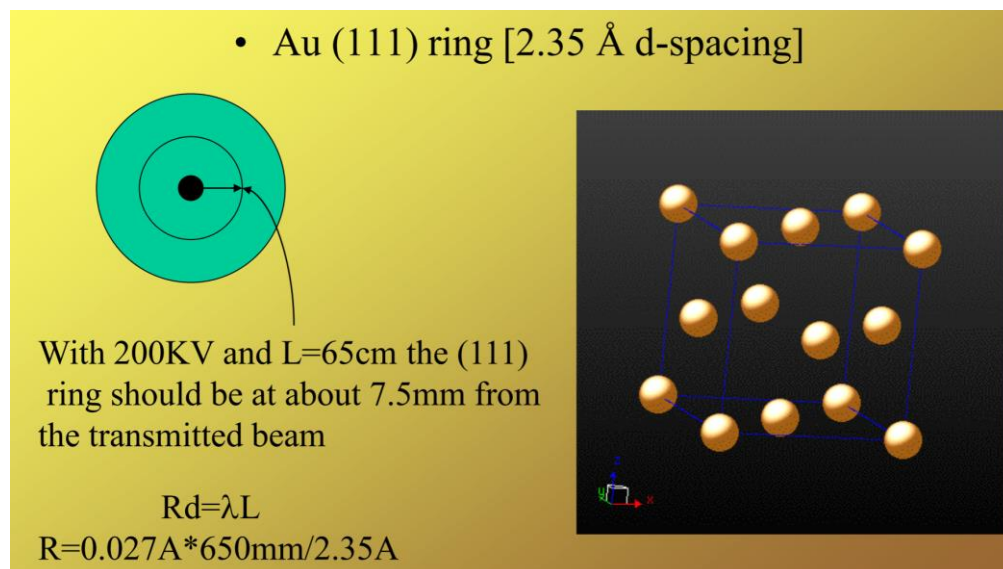 • Au (111) ring [2.35 Å d-spacing]
With 200KV and L=65cm the (111)
ring should be at about 7.5mm from
the transmitted beam
Rd=λL
R=0.027A*650mm/2.35A
z
x